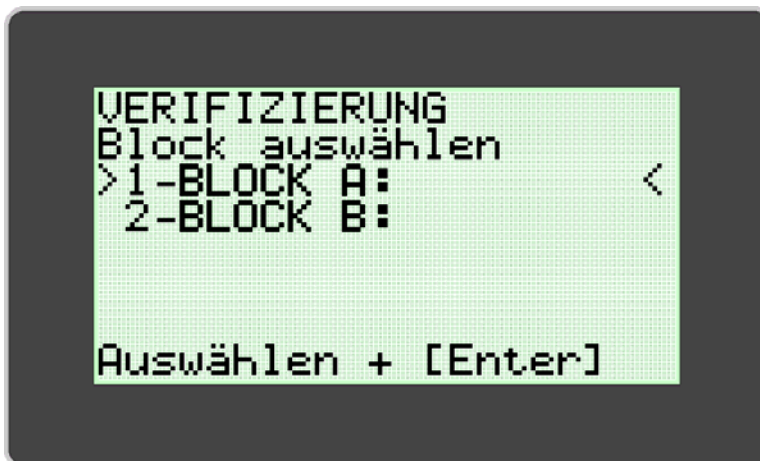 VERIFIZIERUNG
Block auswählen
>1-BLOCK A:                    <
 2-BLOCK B:
Auswählen + [Enter]